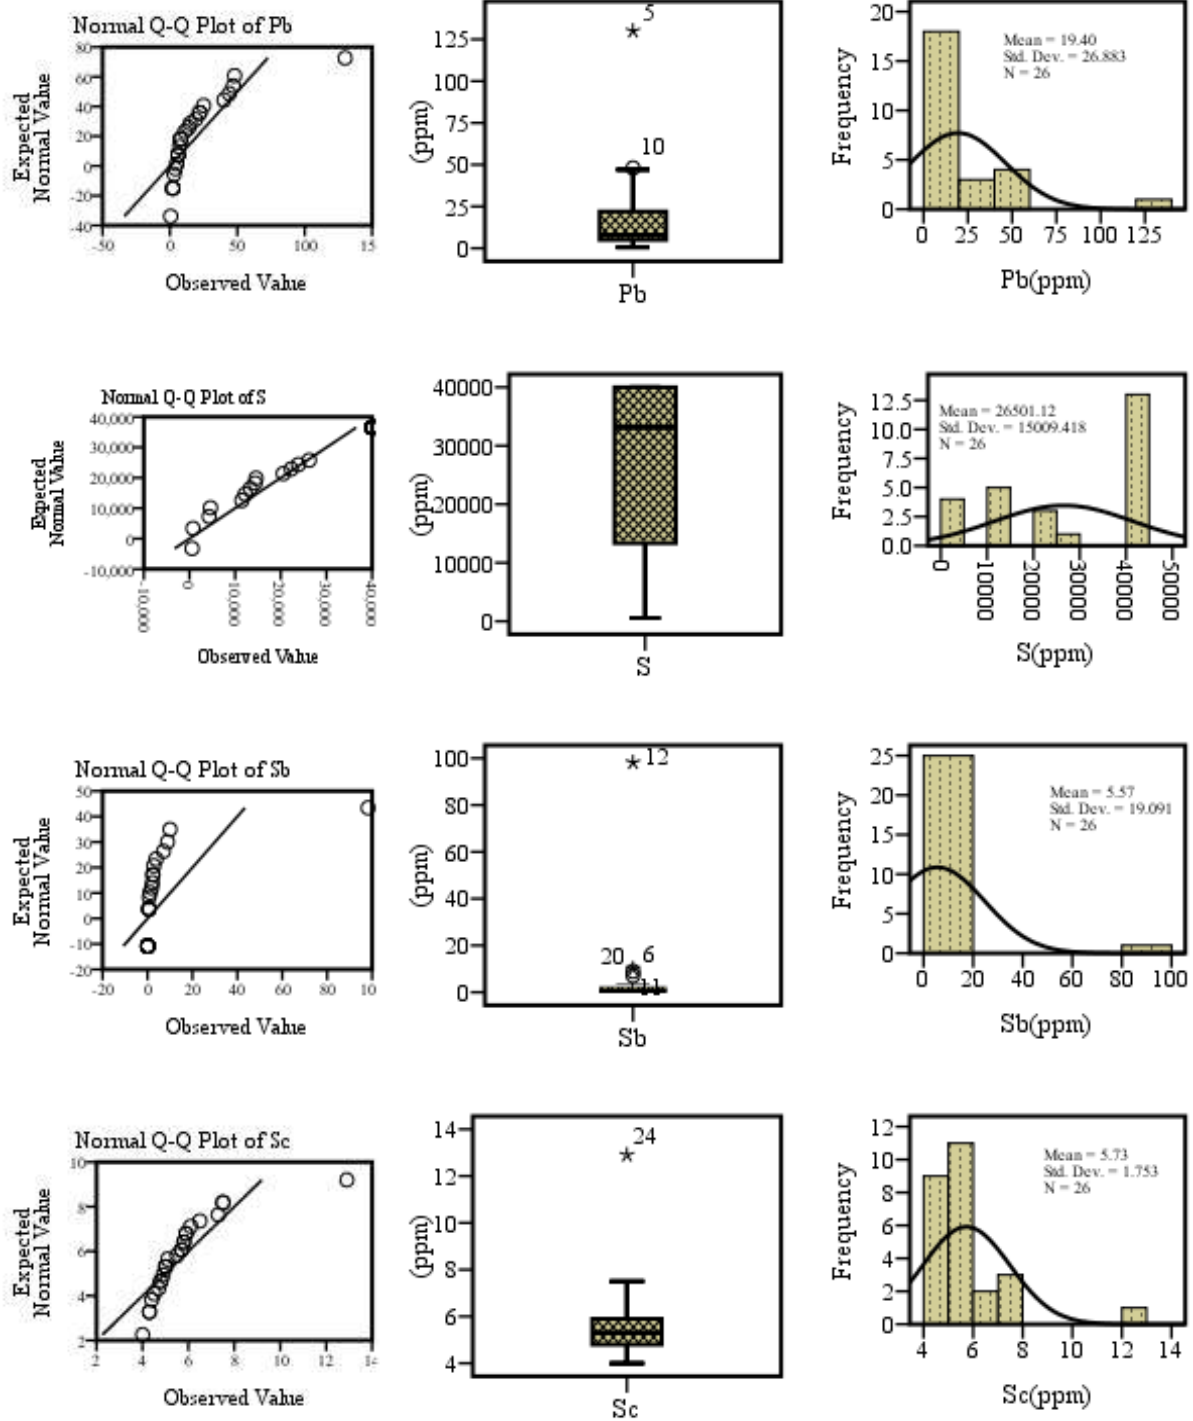 Normal Q-Q Plot of Pb
Expected
Normal Value
80
60
40
20
0
-20
-40
-50
0
50
100
15
Observed Value
(ppm)
125
100
75
50
25
0
5
10
Pb
Frequency
20
15
10
5
0
Mean = 19.40
Std. Dev. = 26.883
N = 26
0 25 50 75 100 125
Pb(ppm)
Normal Q-Q Plot of S
Expected
Normal Value
40,000
30,000
20,000
10,000
0
-10,000
-10,000
0
10,000
20,000
30,000
40,000
Observed Value
(ppm)
40000
30000
20000
10000
0
S
Frequency
12.5
10.0
7.5
5.0
2.5
0.0
Mean = 26501.12
Std. Dev. = 15009.418
N = 26
0
10000
20000
30000
40000
50000
S(ppm)
Normal Q-Q Plot of Sb
Expected
Normal Value
50
40
30
20
10
0
-10
-20
-20 0 20 40 60 80 10
Observed Value
(ppm)
100
80
60
40
20
0
12
20 6
11
Sb
Frequency
25
20
15
10
5
0
Mean = 5.57
Std. Dev. = 19.091
N = 26
0 20 40 60 80 100
Sb(ppm)
Normal Q-Q Plot of Sc
Expected
Normal Value
10
8
6
4
2
2 4 6 8 10 12 14
Observed Value
(ppm)
14
12
10
8
6
4
24
Sc
Frequency
12
10
8
6
4
2
0
Mean = 5.73
Std. Dev. = 1.753
N = 26
4 6 8 10 12 14
Sc(ppm)